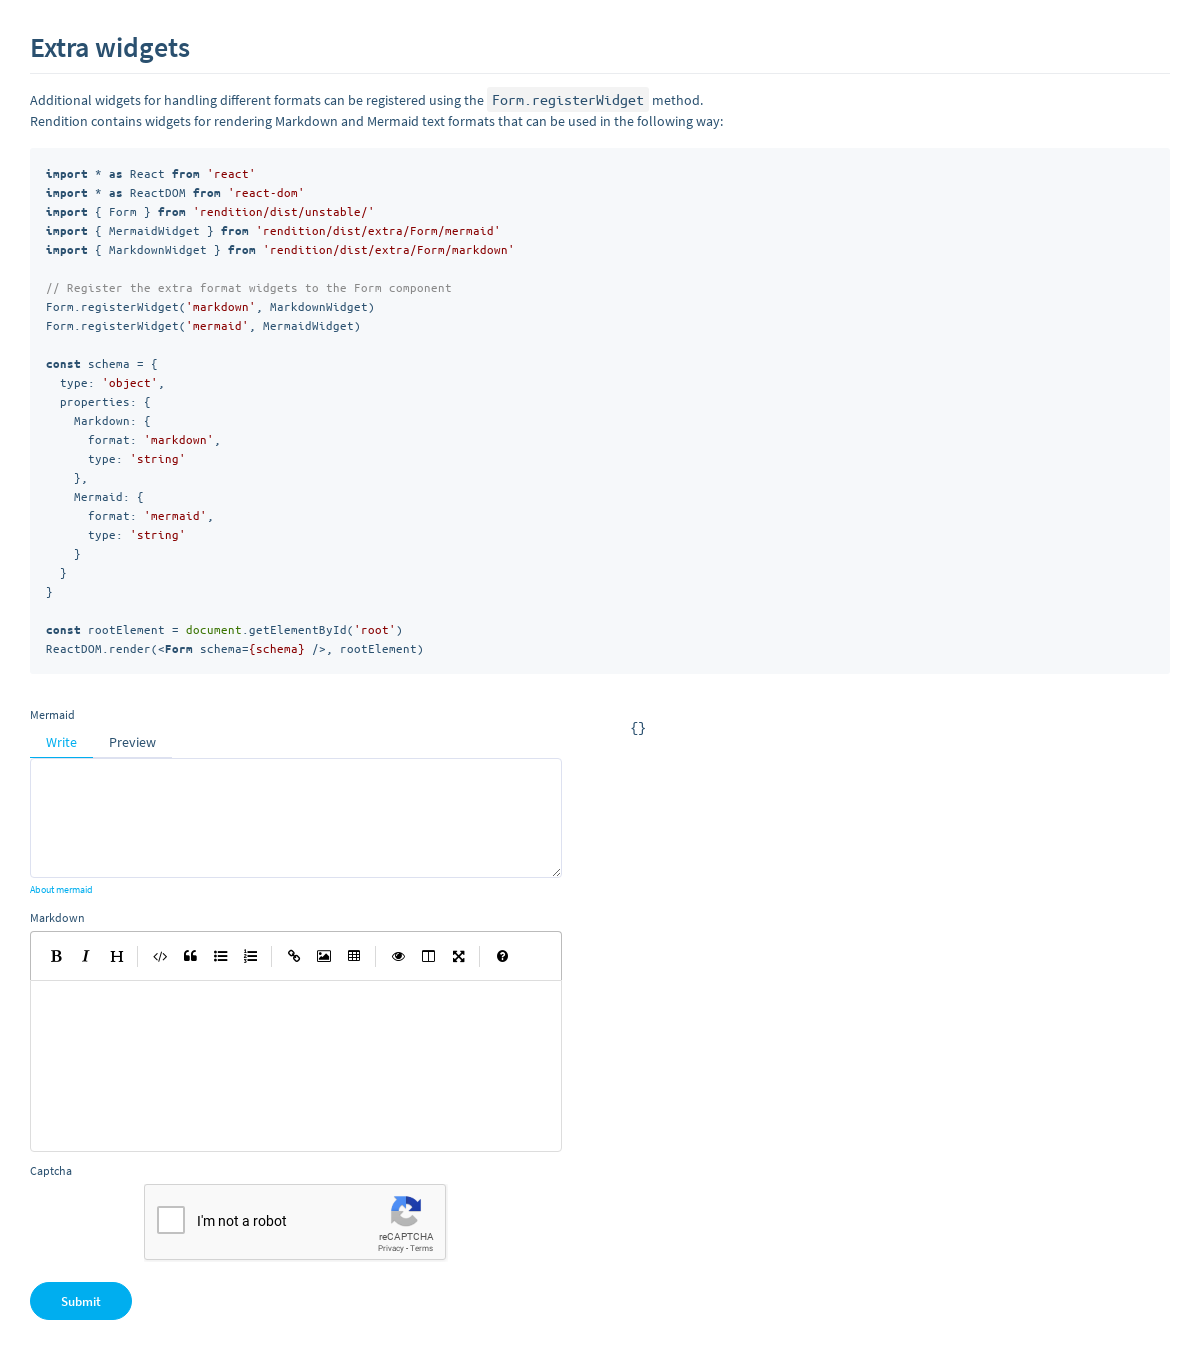 Extra widgets
Additional widgets for handling different formats can be registered using the Form.registerWidget method.
Rendition contains widgets for rendering Markdown and Mermaid text formats that can be used in the following way:
import * as React from 'react'
import * as ReactDOM from 'react-dom'
import { Form } from 'rendition/dist/unstable/'
import { MermaidWidget } from 'rendition/dist/extra/Form/mermaid'
import { MarkdownWidget } from 'rendition/dist/extra/Form/markdown'

// Register the extra format widgets to the Form component
Form.registerWidget('markdown', MarkdownWidget)
Form.registerWidget('mermaid', MermaidWidget)

const schema = {
  type: 'object',
  properties: {
    Markdown: {
      format: 'markdown',
      type: 'string'
    },
    Mermaid: {
      format: 'mermaid',
      type: 'string'
    }
  }
}

const rootElement = document.getElementById('root')
ReactDOM.render(<Form schema={schema} />, rootElement)
Mermaid
{}
Write Preview
About mermaid
Markdown
B I H
Captcha
I'm not a robot
reCAPTCHA
Privacy - Terms
Submit